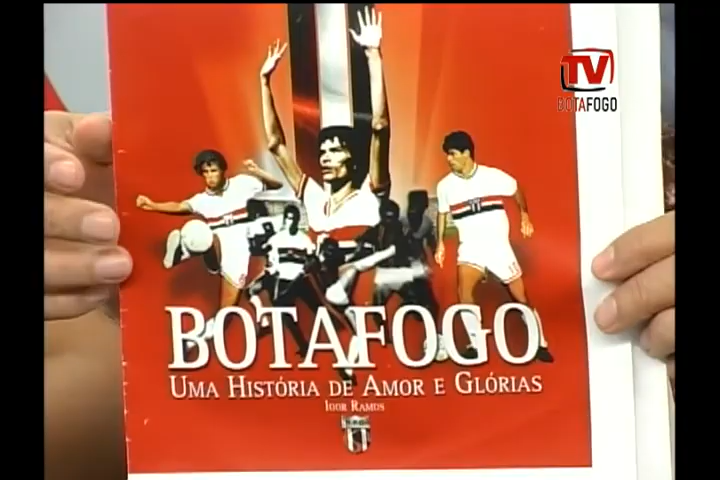 TV
BOTAFOGO
BOTAFOGO
UMA HISTÓRIA DE AMOR E GLÓRIAS
IGOR RAMOS